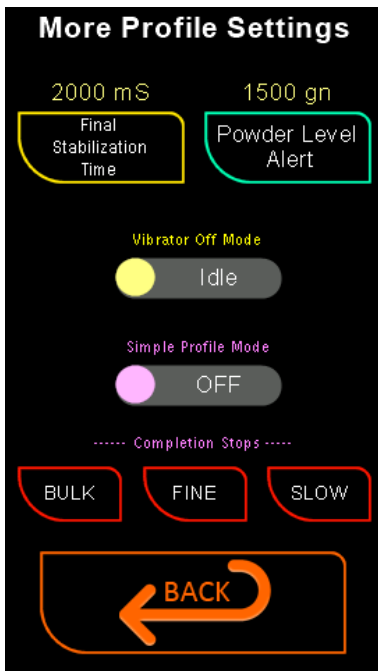 More Profile Settings
2000 mS 1500 gn
Final
Stabilization
Time
Powder Level
Alert
Vibrator Off Mode
Idle
Simple Profile Mode
OFF
------ Completion Stops -----
BULK FINE SLOW
BACK